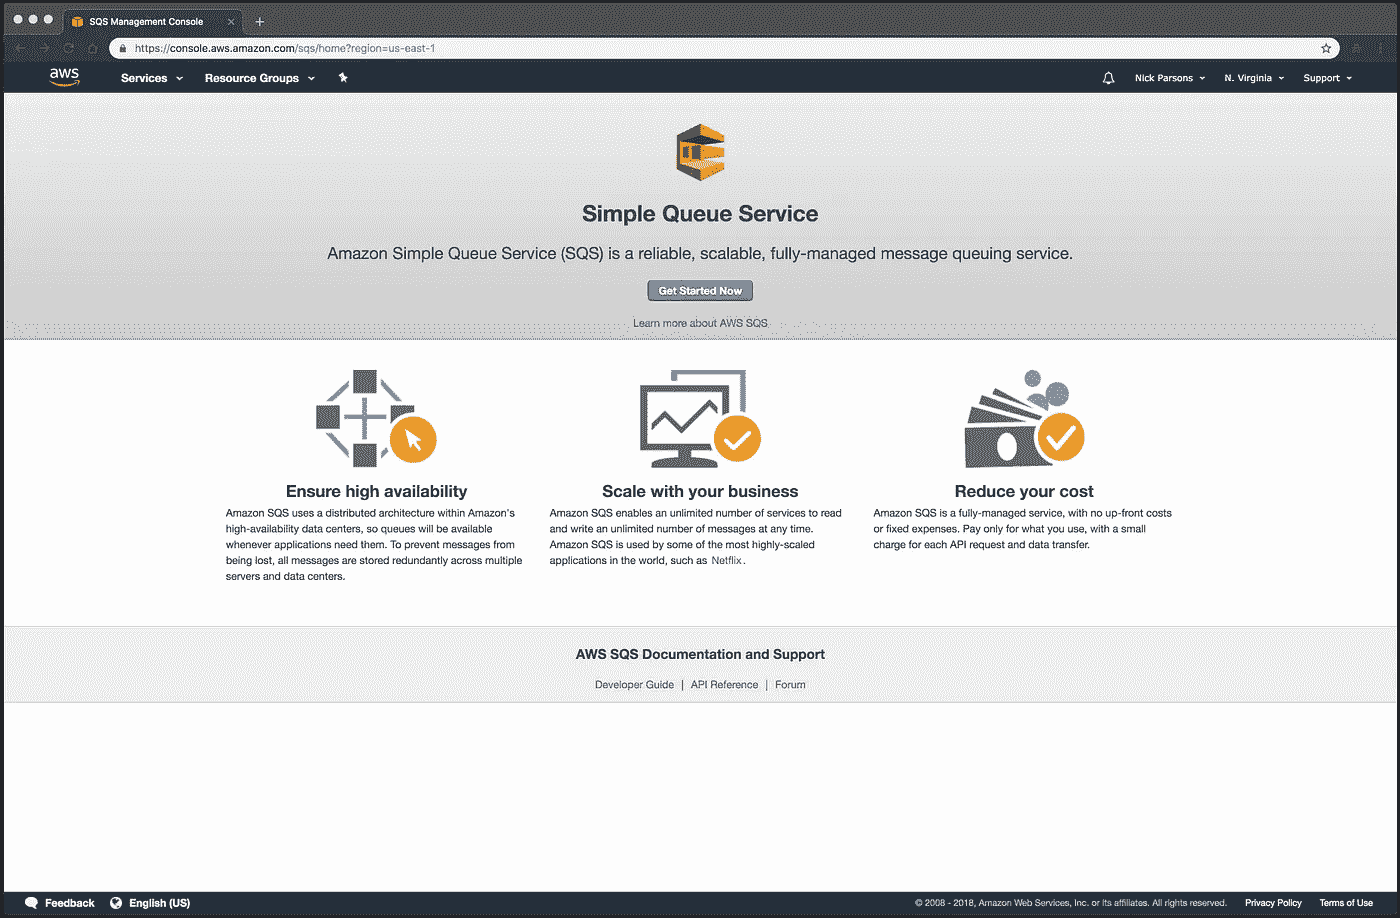 SQS Management Console
https://console.aws.amazon.com/sqs/home?region=us-east-1
aws Services Resource Groups Nick Parsons N. Virginia Support
Simple Queue Service
Amazon Simple Queue Service (SQS) is a reliable, scalable, fully-managed message queuing service.
Get Started Now
Learn more about AWS SQS
Ensure high availability
Amazon SQS uses a distributed architecture within Amazon's
high-availability data centers, so queues will be available
whenever applications need them. To prevent messages from
being lost, all messages are stored redundantly across multiple
servers and data centers.
Scale with your business
Amazon SQS enables an unlimited number of services to read
and write an unlimited number of messages at any time.
Amazon SQS is used by some of the most highly-scaled
applications in the world, such as Netflix.
Reduce your cost
Amazon SQS is a fully-managed service, with no up-front costs
or fixed expenses. Pay only for what you use, with a small
charge for each API request and data transfer.
AWS SQS Documentation and Support
Developer Guide | API Reference | Forum
Feedback English (US) © 2008 - 2018, Amazon Web Services, Inc. or its affiliates. All rights reserved. Privacy Policy Terms of Use